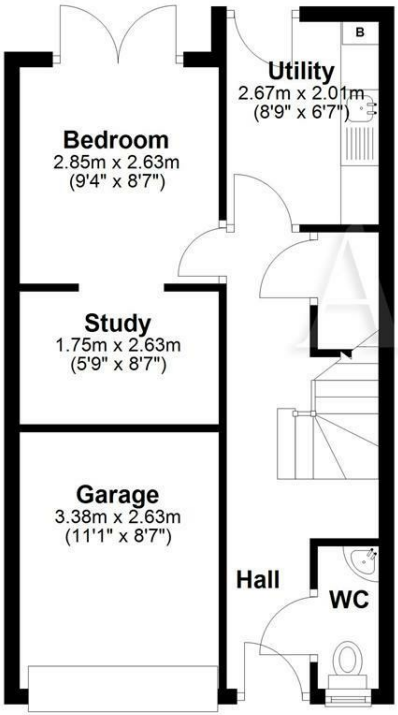 B
Utility
2.67m x 2.01m
(8'9" x 6'7")
Bedroom
2.85m x 2.63m
(9'4" x 8'7")
Study
1.75m x 2.63m
(5'9" x 8'7")
Garage
3.38m x 2.63m
(11'1" x 8'7")
Hall
WC
A